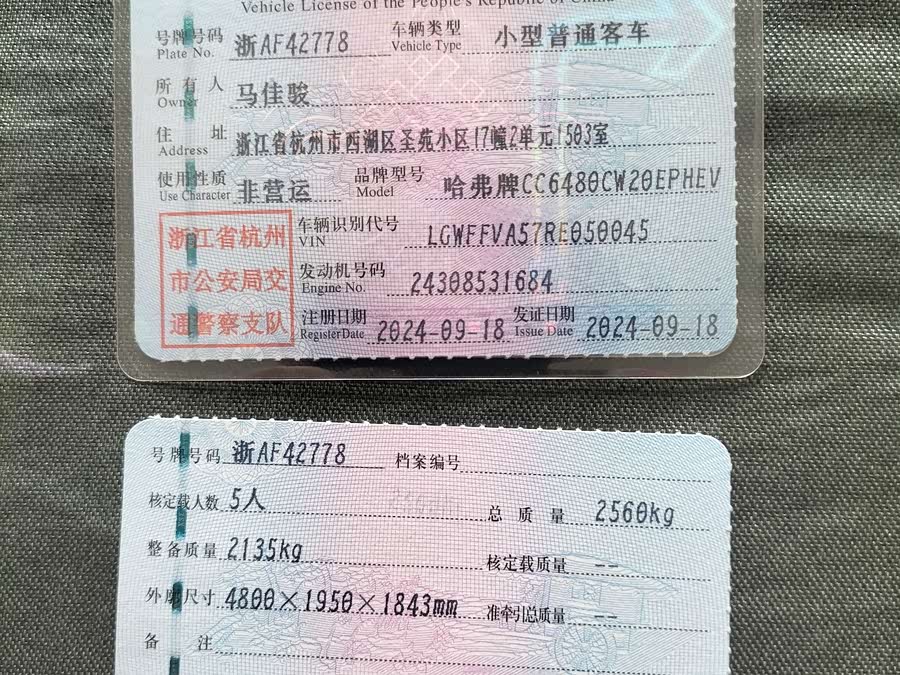 Vehicle License of the People's Republic of China
号牌号码 浙AF42778 车辆类型 小型普通客车
Plate No. Vehicle Type
所有人 马佳骏
Owner
住址 浙江省杭州市西湖区圣苑小区17幢2单元1503室
Address
使用性质 非营运 品牌型号 哈弗牌CC6480CW20EPHEV
Use Character Model
浙江省杭州市公安局交通警察支队
车辆识别代号 LGWFFVA57RE050045
VIN
发动机号码 24308531684
Engine No.
注册日期 2024-09-18 发证日期 2024-09-18
Register Date Issue Date
号牌号码 浙AF42778 档案编号
核定载人数 5人 总质量 2560kg
整备质量 2135kg 核定载质量 --
外廓尺寸 4800×1950×1843mm 准牵引总质量 --
备注